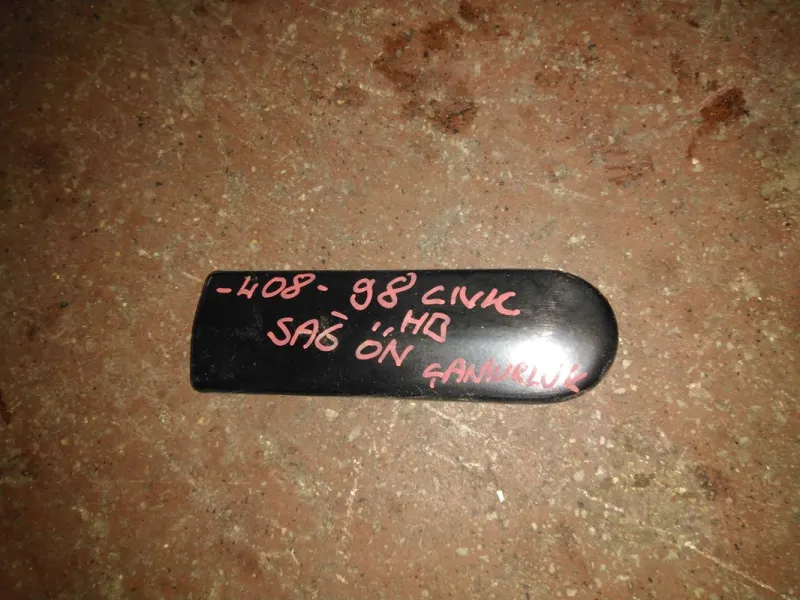 -408- 98 CIVIC
HB
SAĞ ÖN
ÇAMURLUK